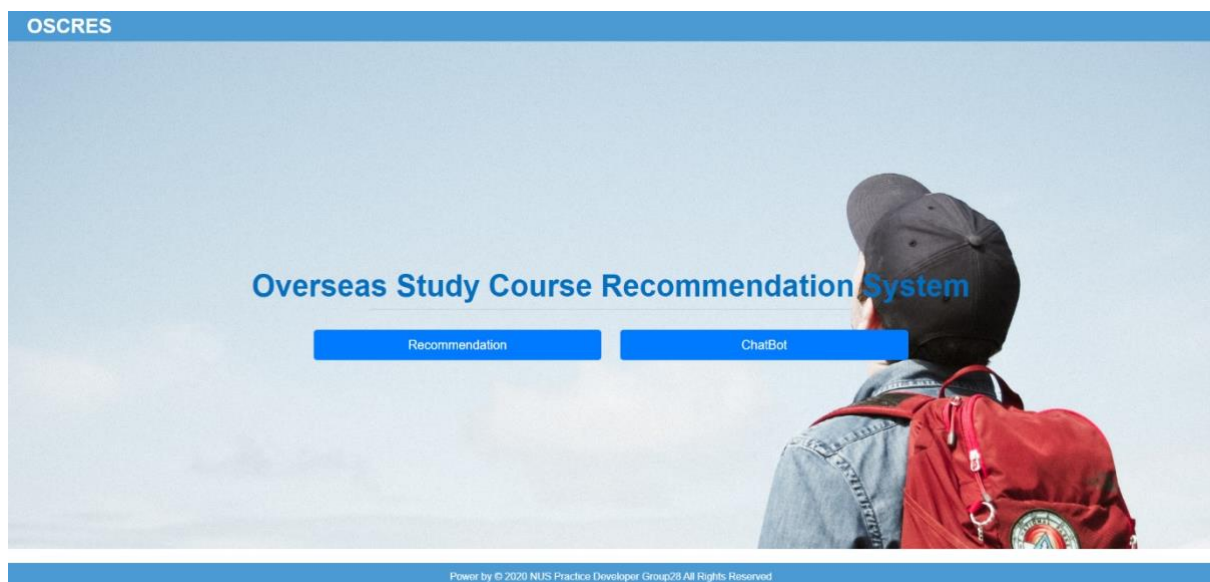 OSCRES
Overseas Study Course Recommendation System
Recommendation
ChatBot
Power by © 2020 NUS Practice Developer Group28 All Rights Reserved